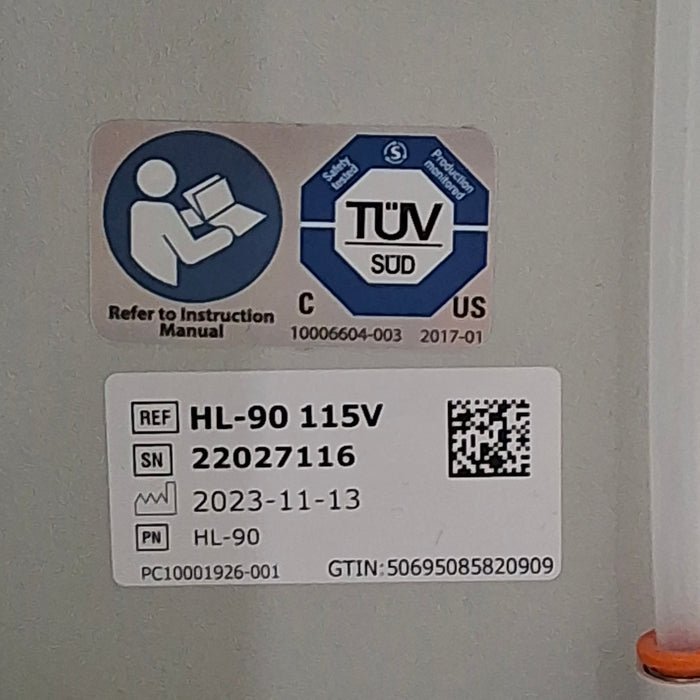 Safety
tested
S
Production
monitored
TÜV
SÜD
C US
Refer to Instruction
Manual
10006604-003 2017-01
REF HL-90 115V
SN 22027116
2023-11-13
PN HL-90
PC10001926-001 GTIN:50695085820909